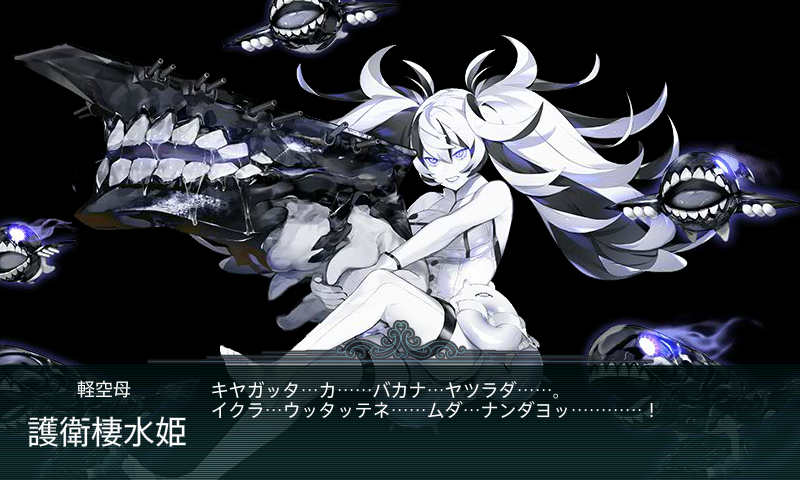 軽空母
護衛棲水姫
キヤガッタ…カ……バカナ…ヤツラダ……。
イクラ…ウッタッテネ……ムダ…ナンダヨッ…………！